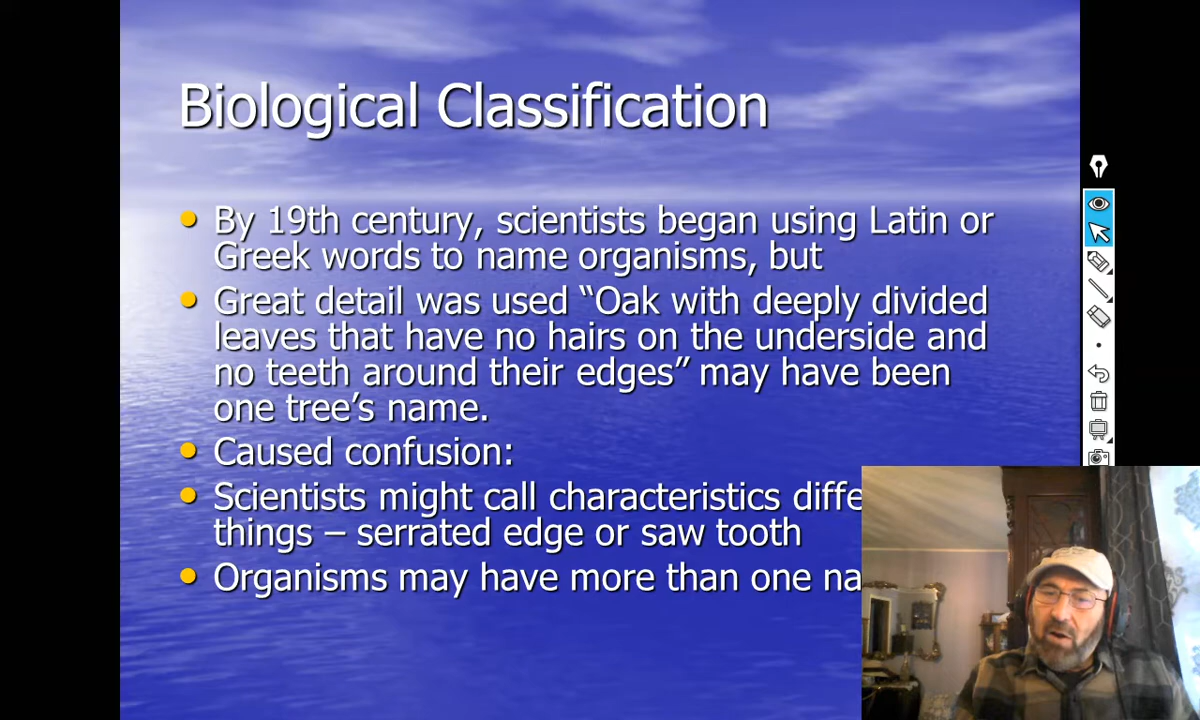 Biological Classification
By 19th century, scientists began using Latin or
Greek words to name organisms, but
Great detail was used “Oak with deeply divided
leaves that have no hairs on the underside and
no teeth around their edges” may have been
one tree’s name.
Caused confusion:
Scientists might call characteristics diffe
things – serrated edge or saw tooth
Organisms may have more than one na